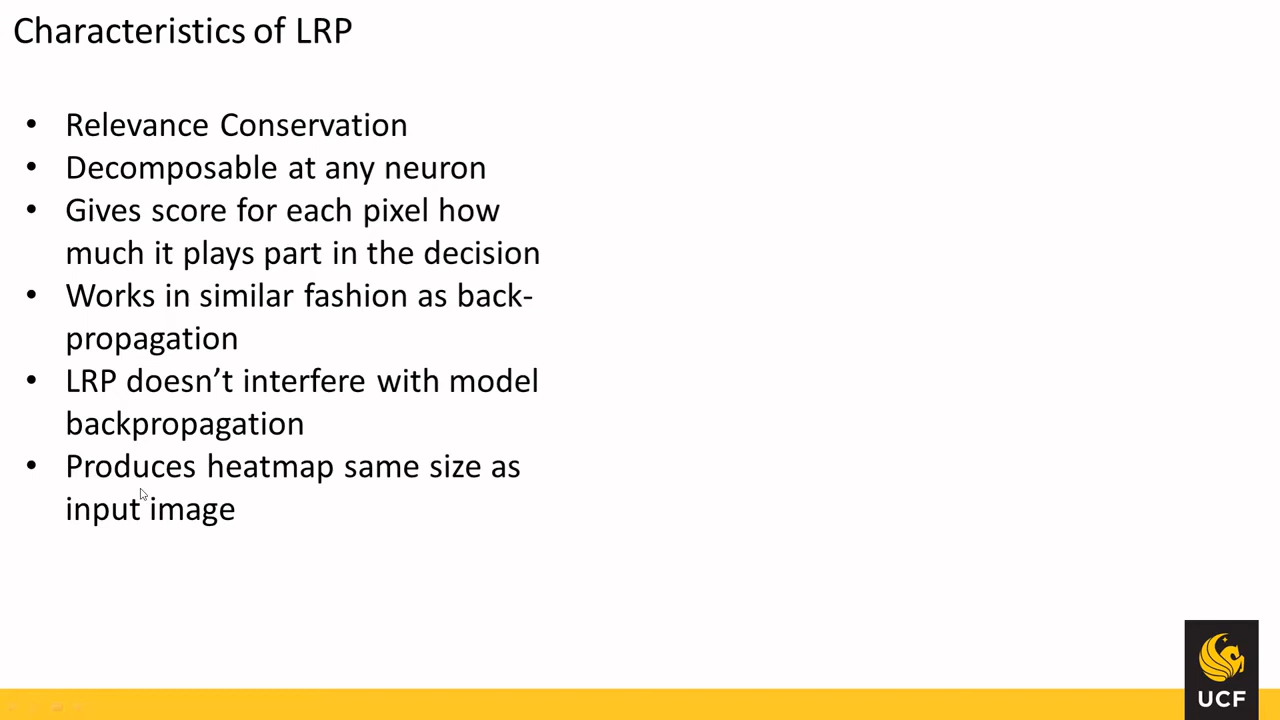 Characteristics of LRP
• Relevance Conservation
• Decomposable at any neuron
• Gives score for each pixel how
much it plays part in the decision
• Works in similar fashion as back-
propagation
• LRP doesn’t interfere with model
backpropagation
• Produces heatmap same size as
input image
UCF